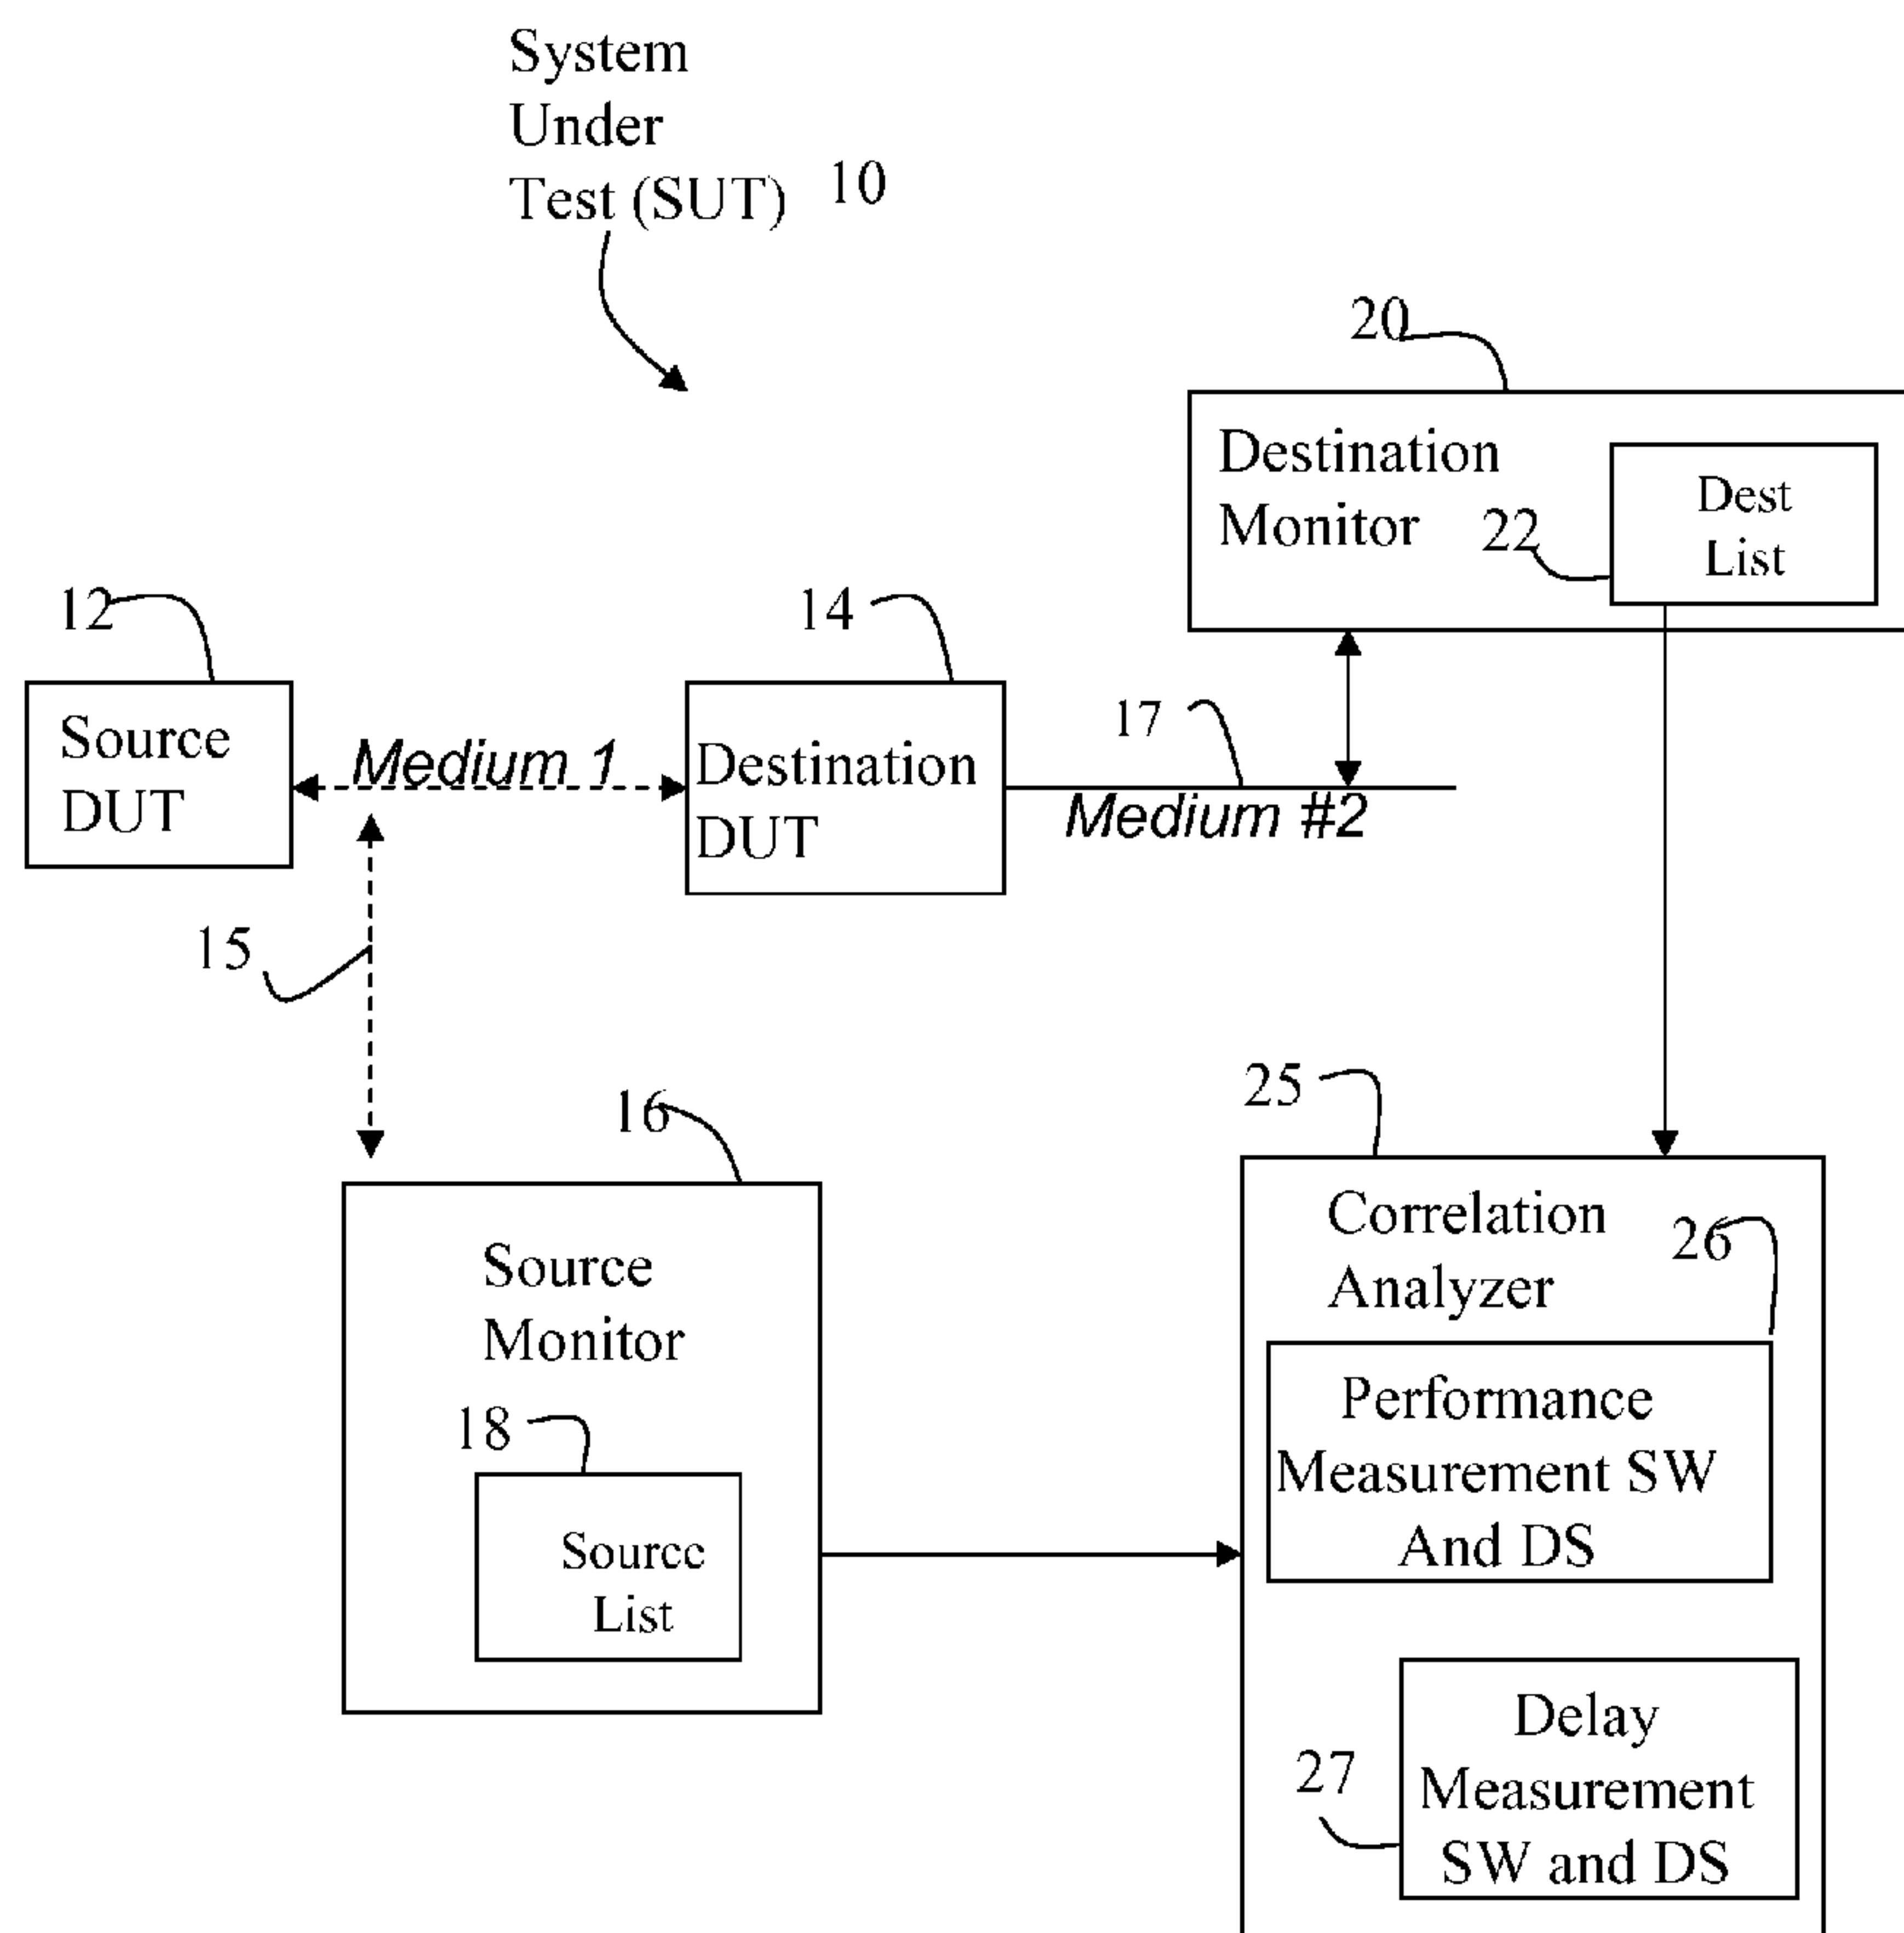 System
Under
Test (SUT)
10
20
Destination
Monitor
22
Dest
List
12
14
17
Source
DUT
Medium 1
Destination
DUT
Medium #2
15
16
25
Source
Monitor
Correlation
Analyzer
26
18
Source
List
Performance
Measurement SW
And DS
27
Delay
Measurement
SW and DS